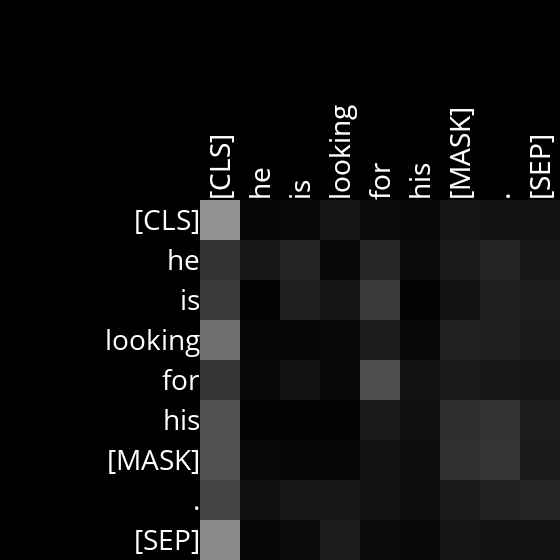 [CLS]
he
is
looking
for
his
[MASK]
.
[SEP]
[CLS]
he
is
looking
for
his
[MASK]
.
[SEP]